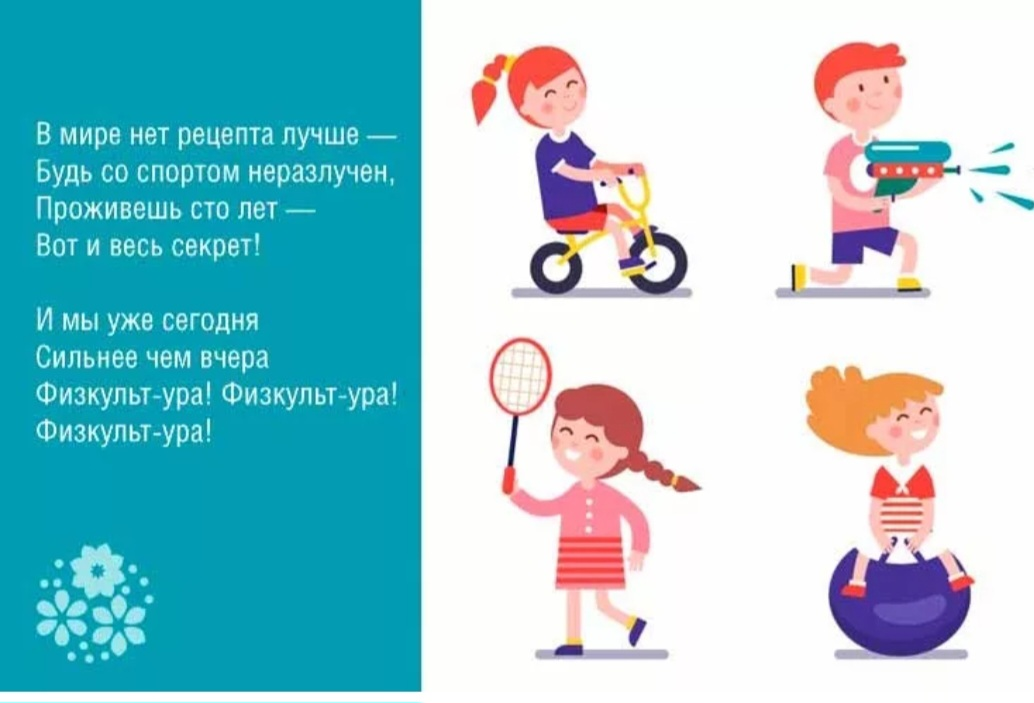 В мире нет рецепта лучше —
Будь со спортом неразлучен,
Проживешь сто лет —
Вот и весь секрет!
И мы уже сегодня
Сильнее чем вчера
Физкульт-ура! Физкульт-ура!
Физкульт-ура!